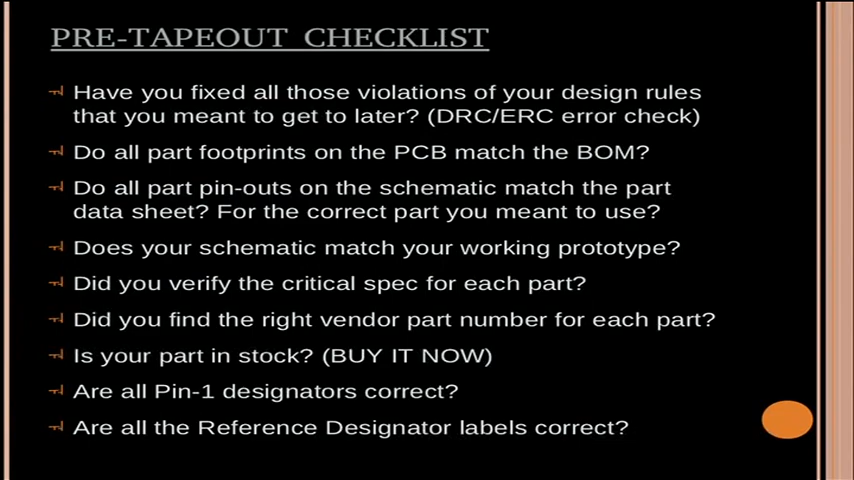 PRE-TAPEOUT CHECKLIST
Have you fixed all those violations of your design rules
that you meant to get to later? (DRC/ERC error check)
Do all part footprints on the PCB match the BOM?
Do all part pin-outs on the schematic match the part
data sheet? For the correct part you meant to use?
Does your schematic match your working prototype?
Did you verify the critical spec for each part?
Did you find the right vendor part number for each part?
Is your part in stock? (BUY IT NOW)
Are all Pin-1 designators correct?
Are all the Reference Designator labels correct?